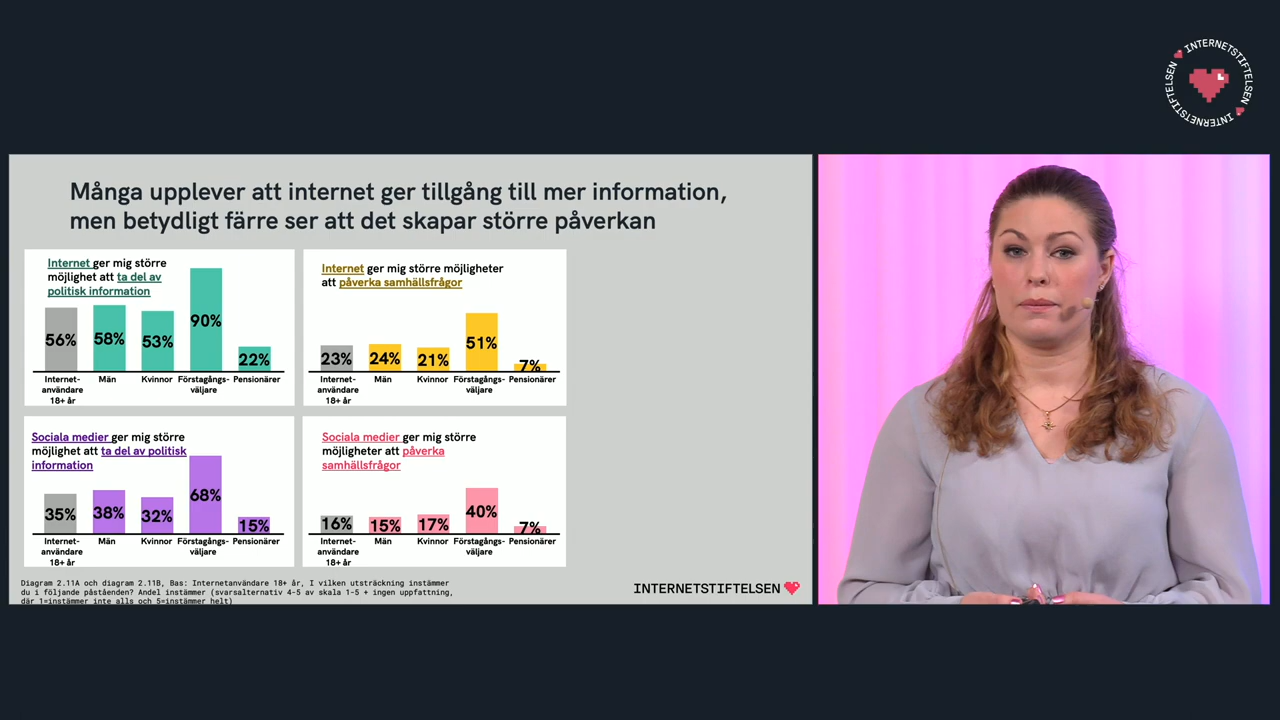 INTERNETSTIFTELSEN
INTERNETSTIFTELSEN
Många upplever att internet ger tillgång till mer information,
men betydligt färre ser att det skapar större påverkan
Internet ger mig större
möjlighet att ta del av
politisk information
56%
58%
53%
90%
22%
Internet-
användare
18+ år
Män
Kvinnor
Förstagångs-
väljare
Pensionärer
Internet ger mig större möjligheter
att påverka samhällsfrågor
23%
24%
21%
51%
7%
Internet-
användare
18+ år
Män
Kvinnor
Förstagångs-
väljare
Pensionärer
Sociala medier ger mig större
möjlighet att ta del av politisk
information
35%
38%
32%
68%
15%
Internet-
användare
18+ år
Män
Kvinnor
Förstagångs-
väljare
Pensionärer
Sociala medier ger mig större
möjligheter att påverka
samhällsfrågor
16%
15%
17%
40%
7%
Internet-
användare
18+ år
Män
Kvinnor
Förstagångs-
väljare
Pensionärer
Diagram 2.11A och diagram 2.11B, Bas: Internetanvändare 18+ år, I vilken utsträckning instämmer
du i följande påståenden? Andel instämmer (svarsalternativ 4-5 av skala 1-5 + ingen uppfattning,
där 1=instämmer inte alls och 5=instämmer helt)
INTERNETSTIFTELSEN